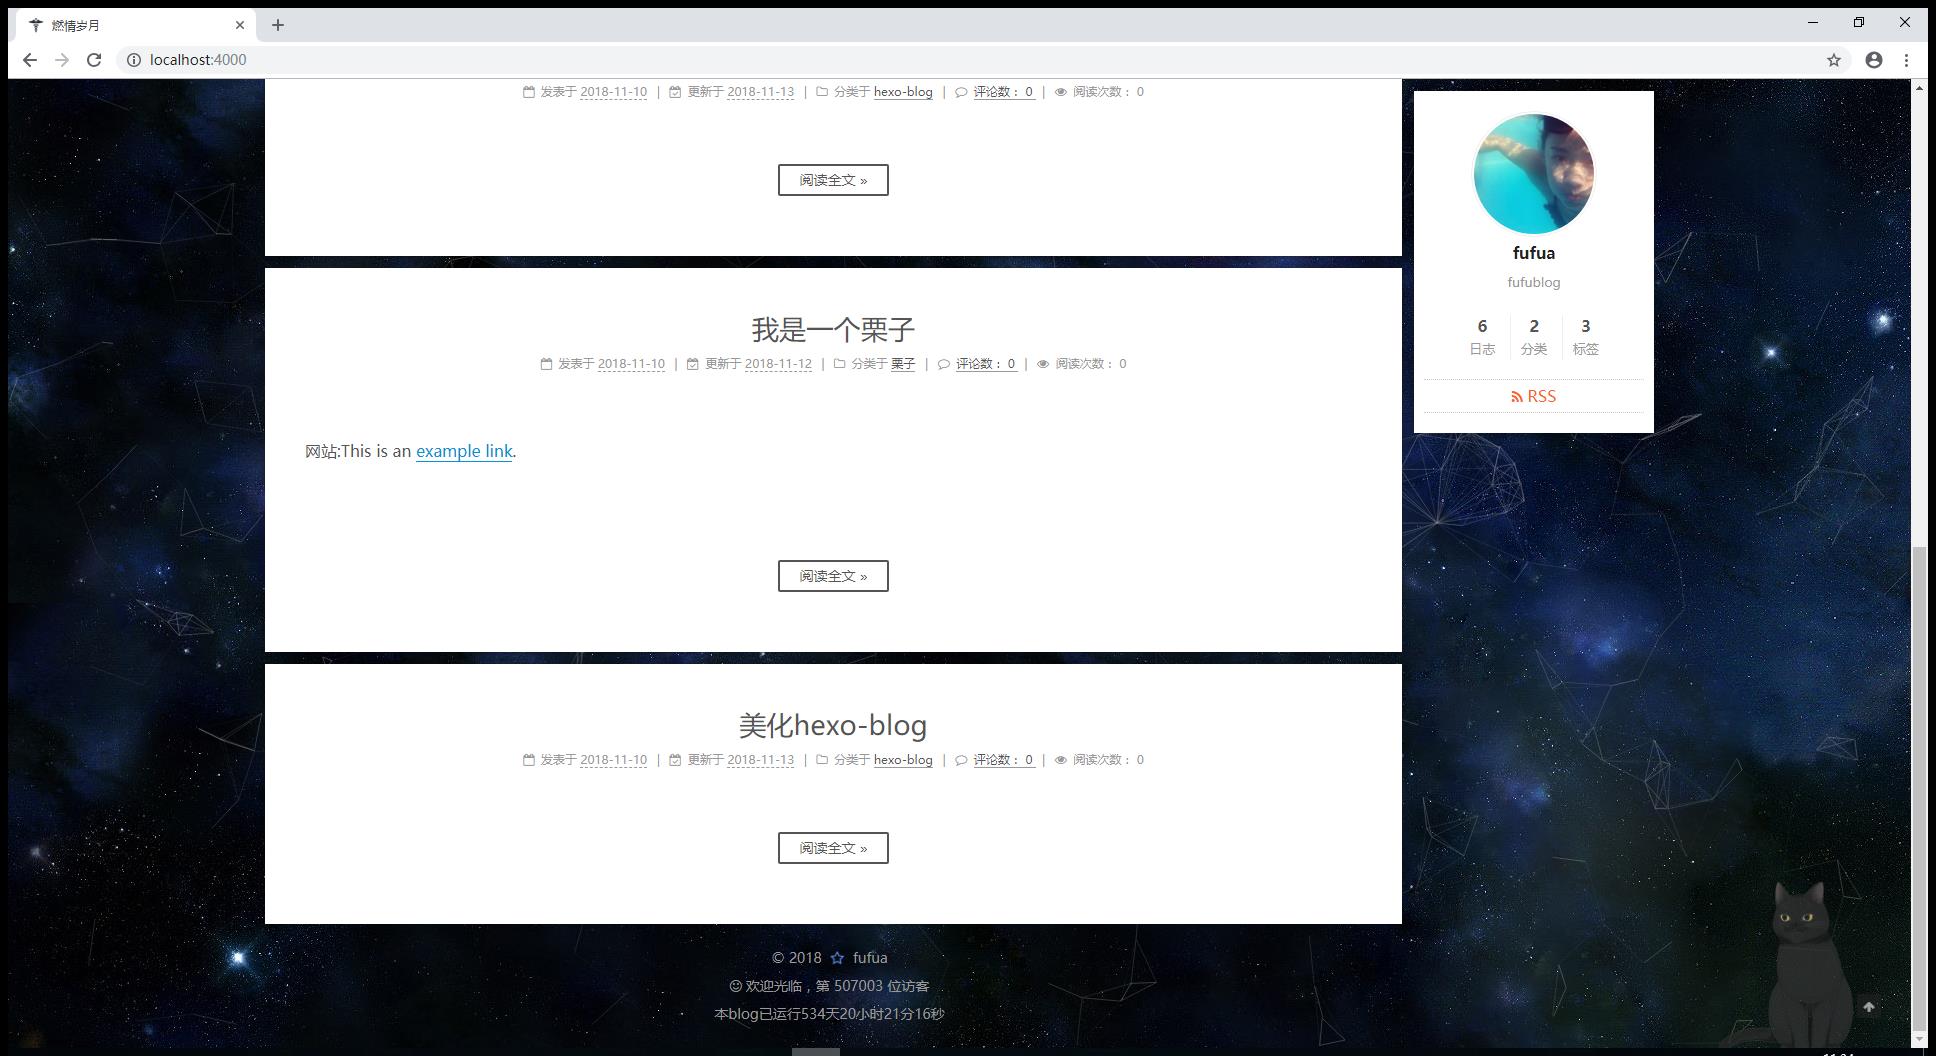 燃情岁月
localhost:4000
发表于 2018-11-10 | 更新于 2018-11-13 | 分类于 hexo-blog | 评论数： 0 | 阅读次数： 0
阅读全文 »
我是一个栗子
发表于 2018-11-10 | 更新于 2018-11-12 | 分类于 栗子 | 评论数： 0 | 阅读次数： 0
网站:This is an example link.
阅读全文 »
美化hexo-blog
发表于 2018-11-10 | 更新于 2018-11-13 | 分类于 hexo-blog | 评论数： 0 | 阅读次数： 0
阅读全文 »
© 2018 fufua
欢迎光临，第 507003 位访客
本blog已运行534天20小时21分16秒
fufua
fufublog
6 2 3
日志 分类 标签
RSS